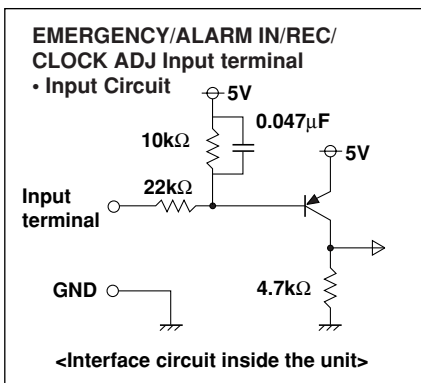 EMERGENCY/ALARM IN/REC/
CLOCK ADJ Input terminal
• Input Circuit
5V
0.047µF
10kΩ
5V
22kΩ
Input
terminal
4.7kΩ
GND
<Interface circuit inside the unit>